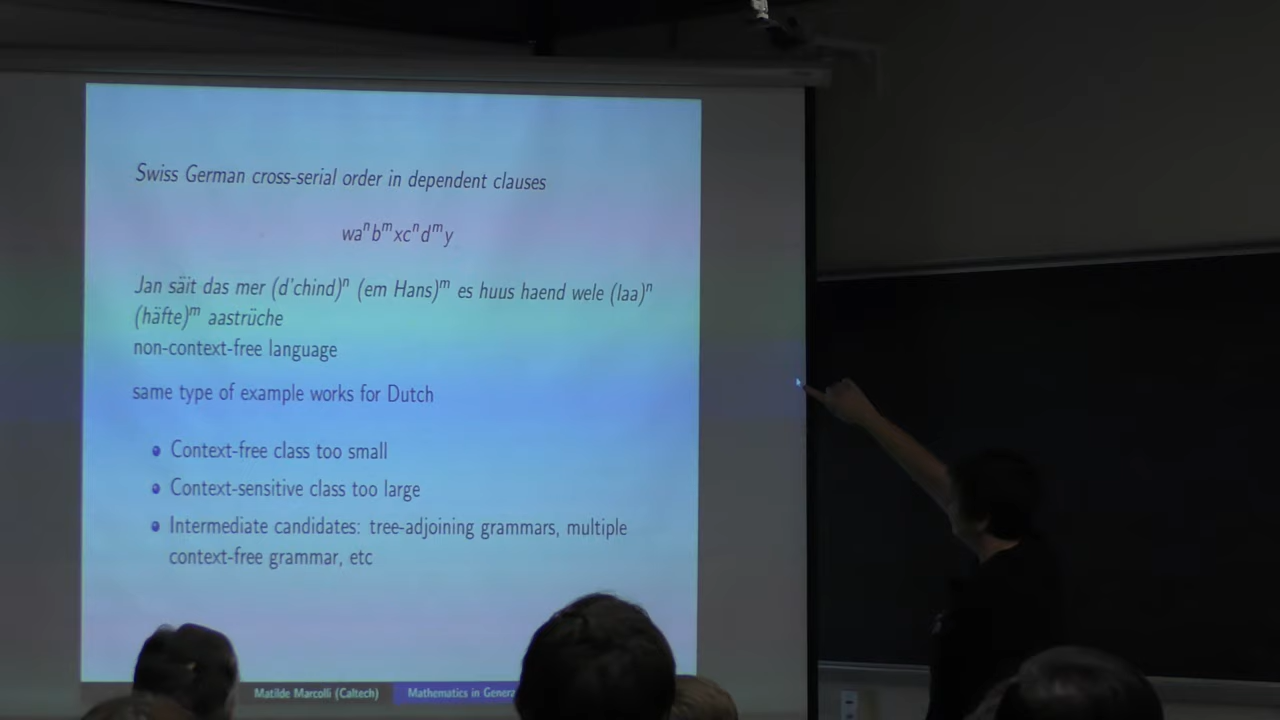 Swiss German cross-serial order in dependent clauses
waⁿbᵐxcⁿdᵐy
Jan säit das mer (d'chind)ⁿ (em Hans)ᵐ es huus haend wele (laa)ⁿ
(häfte)ᵐ aastrüche
non-context-free language
same type of example works for Dutch
Context-free class too small
Context-sensitive class too large
Intermediate candidates: tree-adjoining grammars, multiple
context-free grammar, etc
Matilde Marcolli (Caltech) Mathematics in